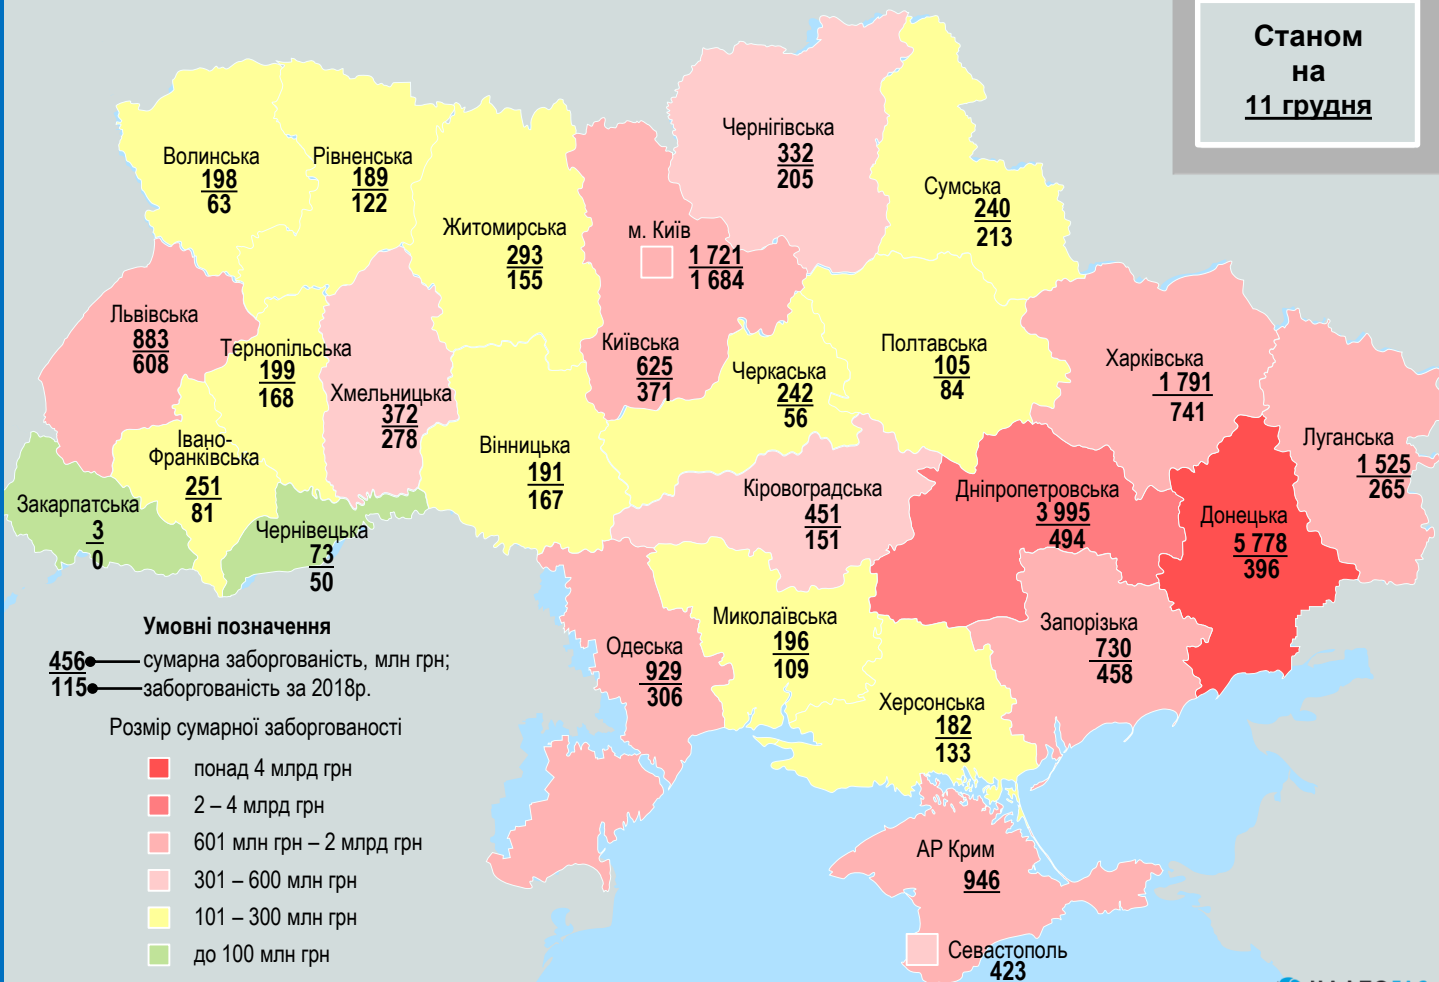 Станом
на
11 грудня
Волинська
198
63
Рівненська
189
122
Житомирська
293
155
м. Київ
1 721
1 684
Чернігівська
332
205
Сумська
240
213
Львівська
883
608
Тернопільська
199
168
Хмельницька
372
278
Київська
625
371
Черкаська
242
56
Полтавська
105
84
Харківська
1 791
741
Луганська
1 525
265
Івано-
Франківська
251
81
Вінницька
191
167
Кіровоградська
451
151
Дніпропетровська
3 995
494
Донецька
5 778
396
Закарпатська
3
0
Чернівецька
73
50
Одеська
929
306
Миколаївська
196
109
Запорізька
730
458
Херсонська
182
133
АР Крим
946
Севастополь
423
Умовні позначення
456 сумарна заборгованість, млн грн;
115 заборгованість за 2018р.
Розмір сумарної заборгованості
понад 4 млрд грн
2 – 4 млрд грн
601 млн грн – 2 млрд грн
301 – 600 млн грн
101 – 300 млн грн
до 100 млн грн